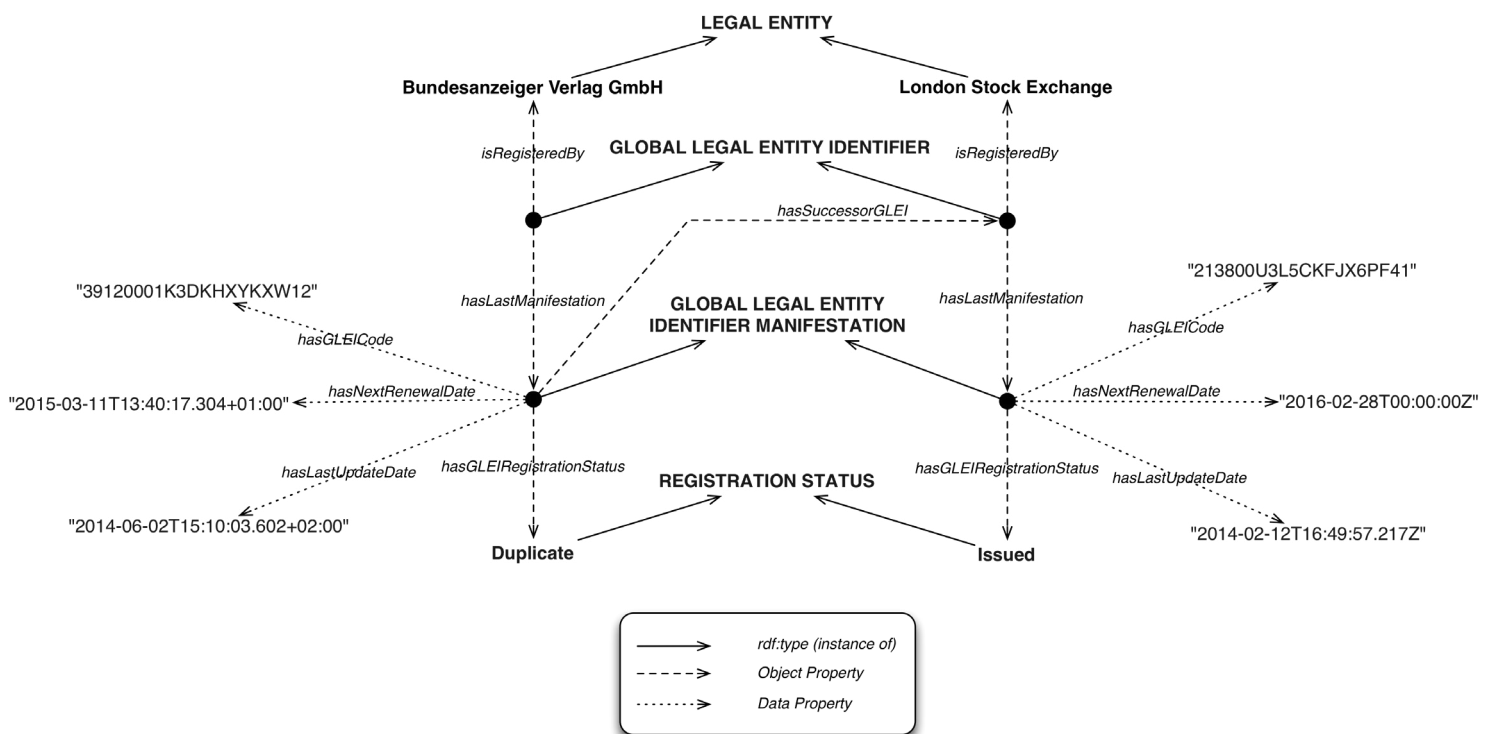 LEGAL ENTITY
Bundesanzeiger Verlag GmbH
London Stock Exchange
GLOBAL LEGAL ENTITY IDENTIFIER
isRegisteredBy
isRegisteredBy
hasSuccessorGLEI
"39120001K3DKHXYKXW12"
"213800U3L5CKFJX6PF41"
hasLastManifestation
hasLastManifestation
GLOBAL LEGAL ENTITY
IDENTIFIER MANIFESTATION
hasGLEICode
hasGLEICode
"2015-03-11T13:40:17.304+01:00"
hasNextRenewalDate
hasNextRenewalDate
"2016-02-28T00:00:00Z"
hasLastUpdateDate
hasGLEIRegistrationStatus
hasGLEIRegistrationStatus
hasLastUpdateDate
REGISTRATION STATUS
"2014-06-02T15:10:03.602+02:00"
"2014-02-12T16:49:57.217Z"
Duplicate
Issued
rdf:type (instance of)
Object Property
Data Property